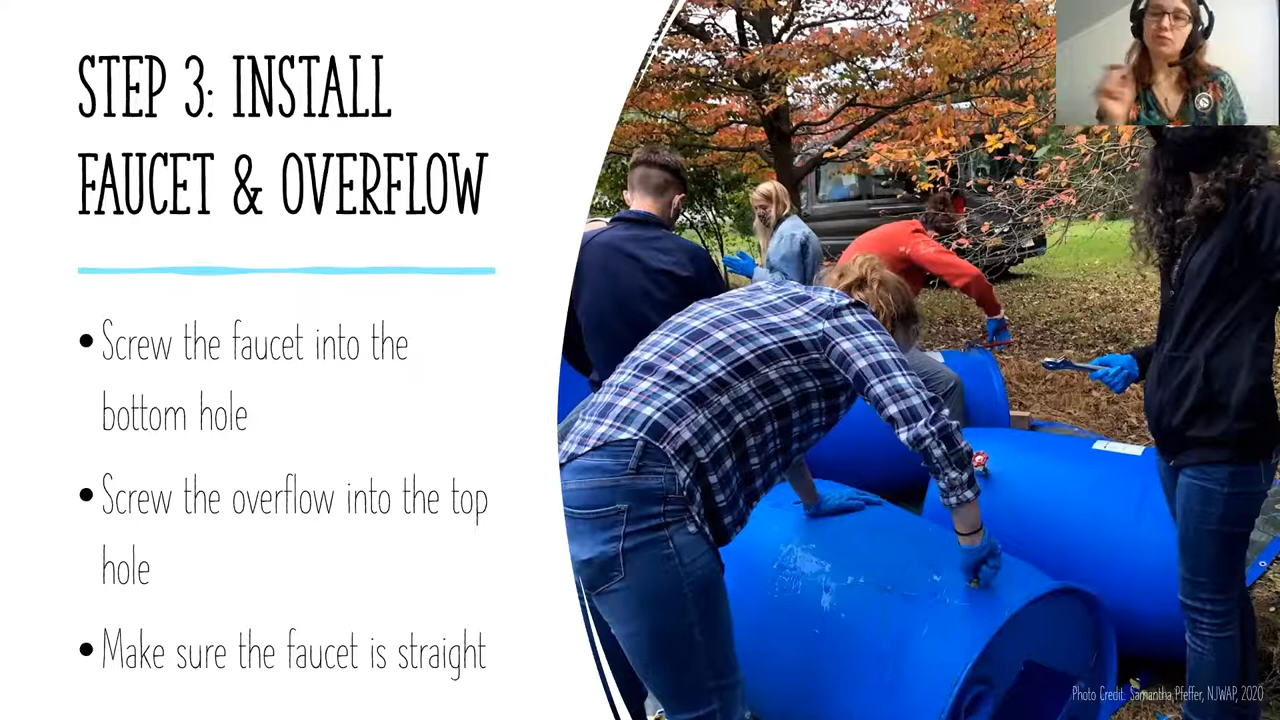 STEP 3: INSTALL
FAUCET & OVERFLOW
• Screw the faucet into the
bottom hole
• Screw the overflow into the top
hole
• Make sure the faucet is straight
Photo Credit: Samantha Pfeffer, NJWAP, 2020